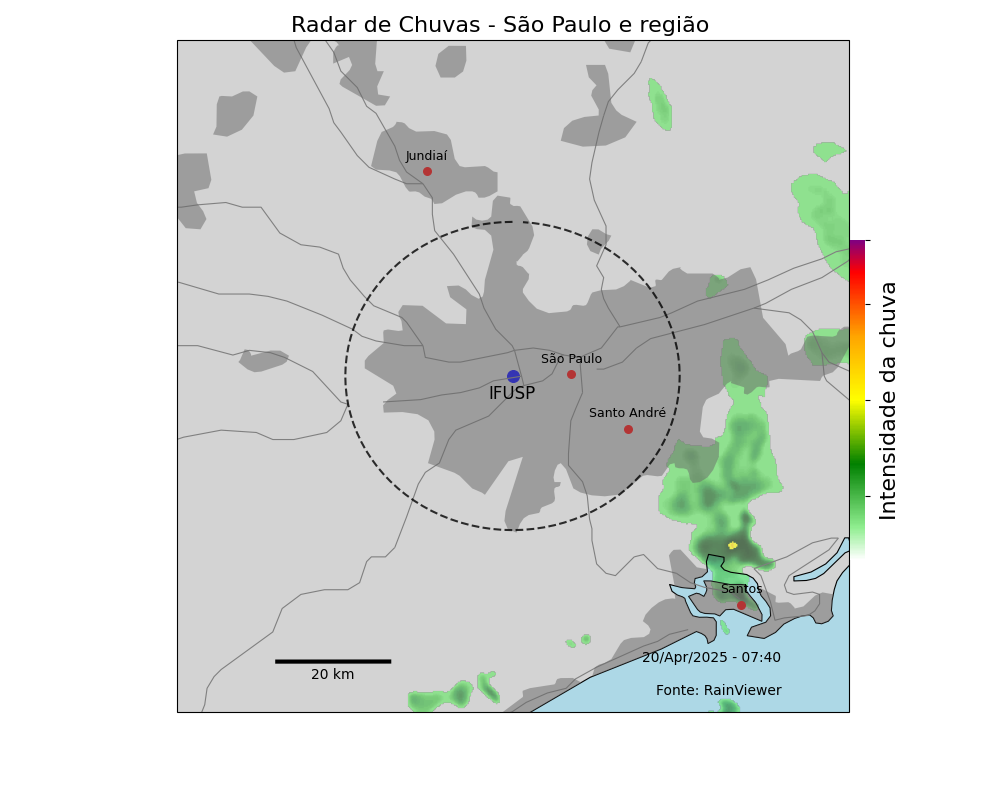 Radar de Chuvas - São Paulo e região
Jundiaí
São Paulo
IFUSP
Santo André
Intensidade da chuva
Santos
20/Apr/2025 - 07:40
20 km
Fonte: RainViewer